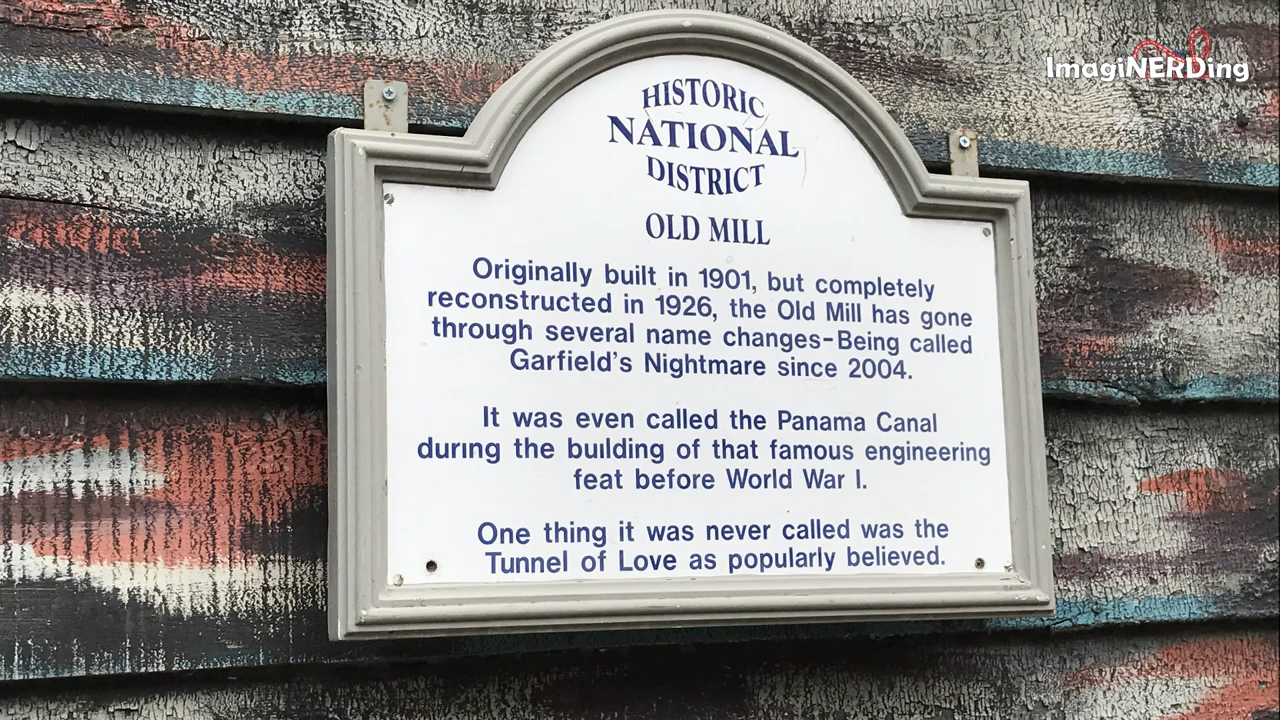 ImagiNERDing
HISTORIC
NATIONAL
DISTRICT
OLD MILL
Originally built in 1901, but completely
reconstructed in 1926, the Old Mill has gone
through several name changes-Being called
Garfield's Nightmare since 2004.
It was even called the Panama Canal
during the building of that famous engineering
feat before World War I.
One thing it was never called was the
Tunnel of Love as popularly believed.